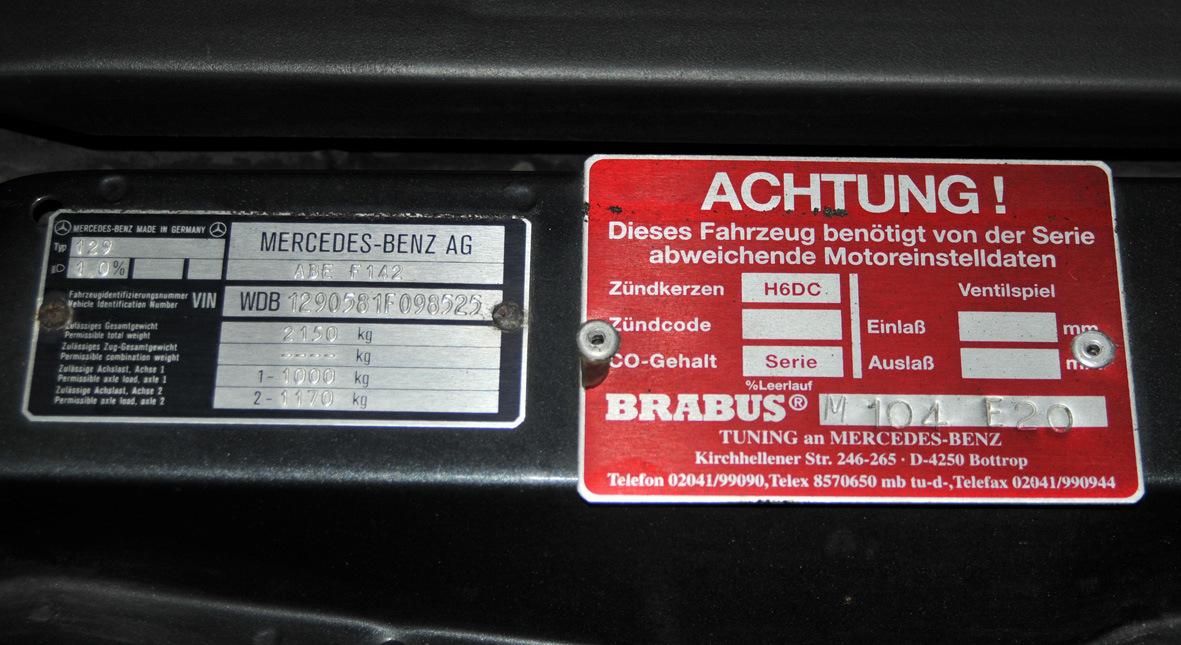 MERCEDES-BENZ MADE IN GERMANY
Typ 129
1,0%
MERCEDES-BENZ AG
ABE F142
Fahrzeugidentifizierungsnummer
Vehicle Identification Number
VIN
WDB 1290581F098525
Zulässiges Gesamtgewicht
Permissible total weight
2150 kg
Zulässiges Zug-Gesamtgewicht
Permissible combination weight
---- kg
Zulässige Achslast, Achse 1
Permissible axle load, axle 1
1- 1000 kg
Zulässige Achslast, Achse 2
Permissible axle load, axle 2
2- 1170 kg
ACHTUNG !
Dieses Fahrzeug benötigt von der Serie
abweichende Motoreinstelldaten
Zündkerzen H6DC Ventilspiel
Zündcode Einlaß mm
CO-Gehalt Serie Auslaß
%Leerlauf
BRABUS® M 104 E20
TUNING an MERCEDES-BENZ
Kirchhellener Str. 246-265 · D-4250 Bottrop
Telefon 02041/99090,Telex 8570650 mb tu-d-,Telefax 02041/990944